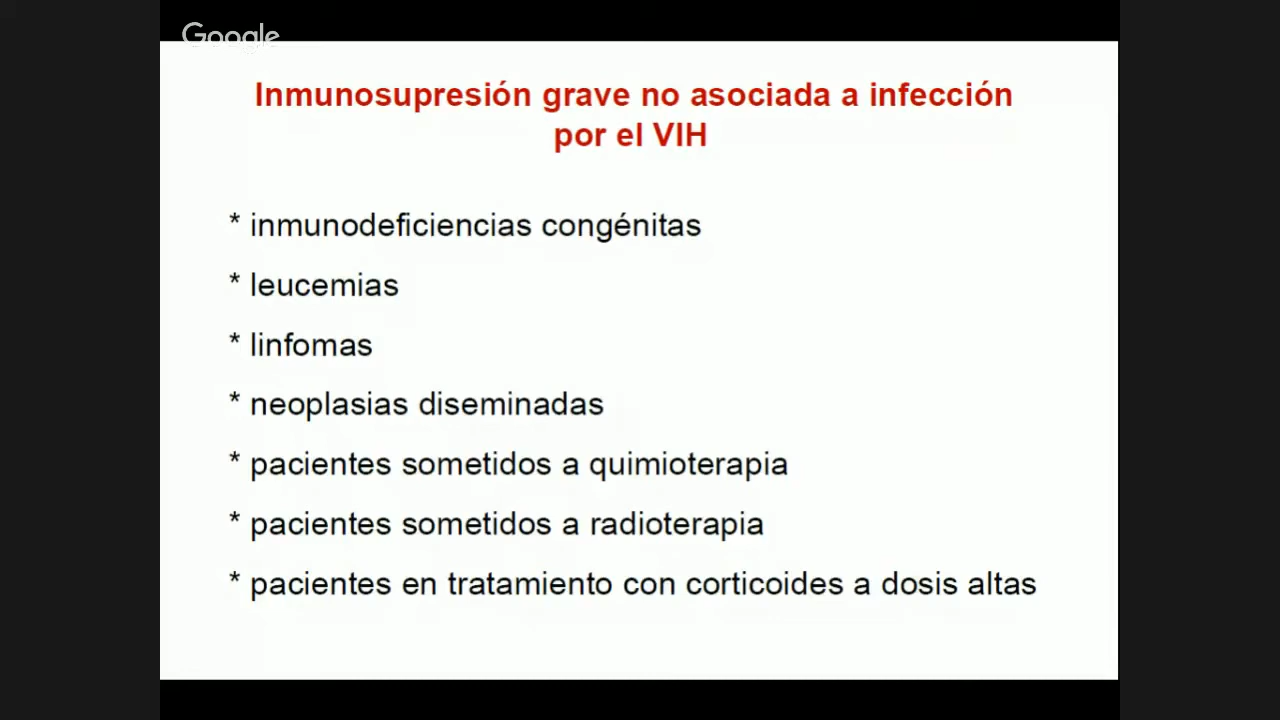 Google
Inmunosupresión grave no asociada a infección
por el VIH
* inmunodeficiencias congénitas
* leucemias
* linfomas
* neoplasias diseminadas
* pacientes sometidos a quimioterapia
* pacientes sometidos a radioterapia
* pacientes en tratamiento con corticoides a dosis altas